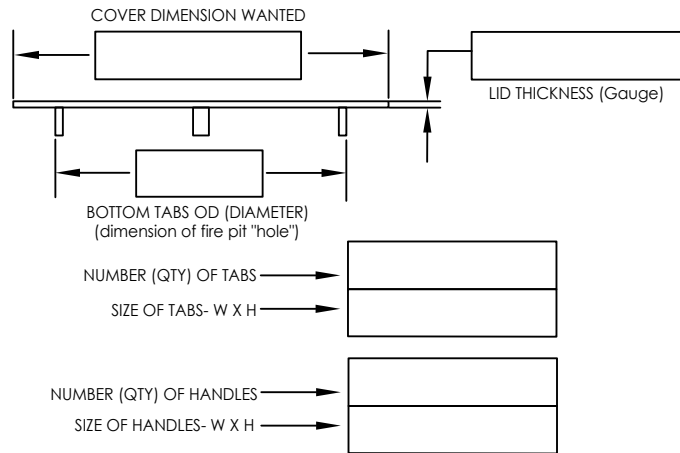 COVER DIMENSION WANTED
LID THICKNESS (Gauge)
BOTTOM TABS OD (DIAMETER)
(dimension of fire pit "hole")
NUMBER (QTY) OF TABS
SIZE OF TABS- W X H
NUMBER (QTY) OF HANDLES
SIZE OF HANDLES- W X H